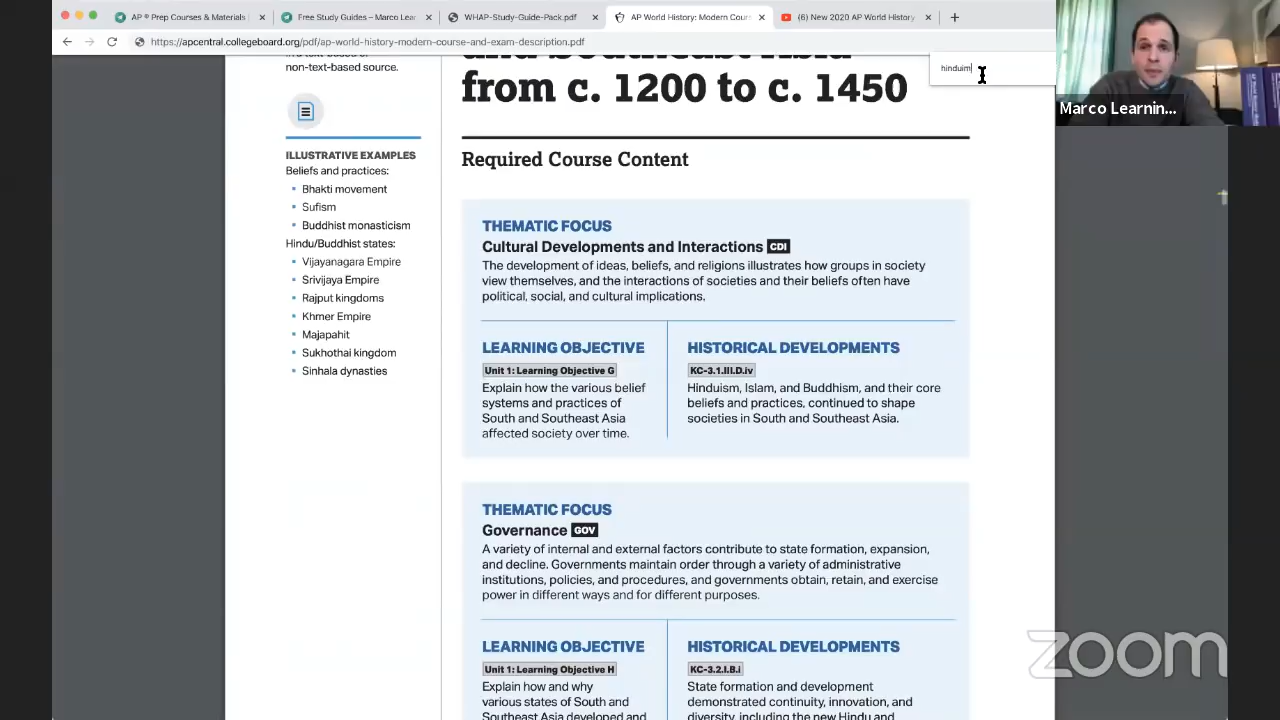 AP ® Prep Courses & Materials
Free Study Guides – Marco Lear
WHAP-Study-Guide-Pack.pdf
AP World History: Modern Cour
(6) New 2020 AP World History
https://apcentral.collegeboard.org/pdf/ap-world-history-modern-course-and-exam-description.pdf
hinduim
Marco Learnin...
non-text-based source.
and Southeast Asia
from c. 1200 to c. 1450
Required Course Content
ILLUSTRATIVE EXAMPLES
Beliefs and practices:
Bhakti movement
Sufism
Buddhist monasticism
Hindu/Buddhist states:
Vijayanagara Empire
Srivijaya Empire
Rajput kingdoms
Khmer Empire
Majapahit
Sukhothai kingdom
Sinhala dynasties
THEMATIC FOCUS
Cultural Developments and Interactions CDI
The development of ideas, beliefs, and religions illustrates how groups in society
view themselves, and the interactions of societies and their beliefs often have
political, social, and cultural implications.
LEARNING OBJECTIVE
Unit 1: Learning Objective G
Explain how the various belief
systems and practices of
South and Southeast Asia
affected society over time.
HISTORICAL DEVELOPMENTS
KC-3.1.III.D.iv
Hinduism, Islam, and Buddhism, and their core
beliefs and practices, continued to shape
societies in South and Southeast Asia.
THEMATIC FOCUS
Governance GOV
A variety of internal and external factors contribute to state formation, expansion,
and decline. Governments maintain order through a variety of administrative
institutions, policies, and procedures, and governments obtain, retain, and exercise
power in different ways and for different purposes.
LEARNING OBJECTIVE
Unit 1: Learning Objective H
Explain how and why
various states of South and
Southeast Asia developed and
HISTORICAL DEVELOPMENTS
KC-3.2.I.B.i
State formation and development
demonstrated continuity, innovation, and
diversity, including the new Hindu and
zoom